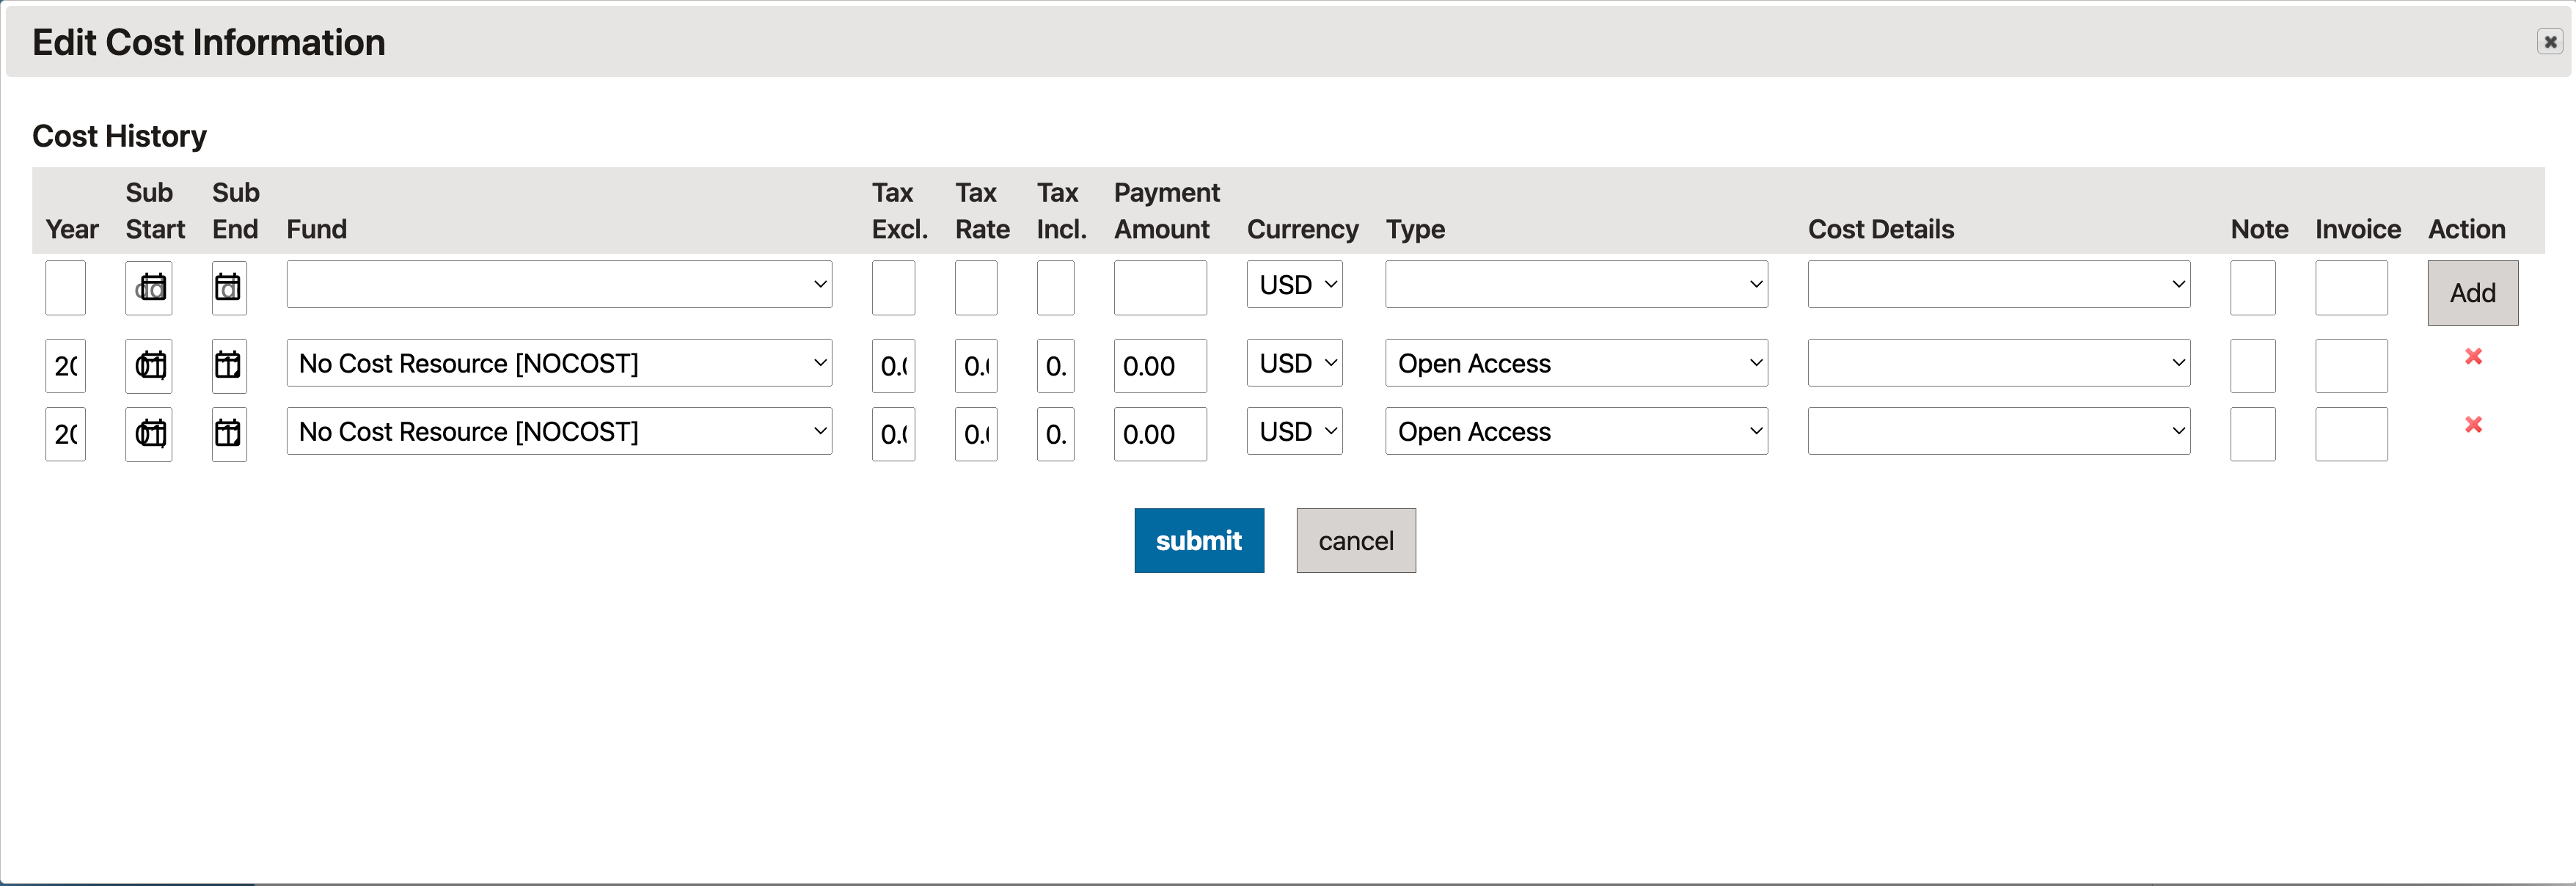 Edit Cost Information
Cost History
Year Sub Start Sub End Fund Tax Excl. Tax Rate Tax Incl. Payment Amount Currency Type Cost Details Note Invoice Action
USD Add
20 No Cost Resource [NOCOST] 0. 0. 0. 0.00 USD Open Access
20 No Cost Resource [NOCOST] 0. 0. 0. 0.00 USD Open Access
submit cancel